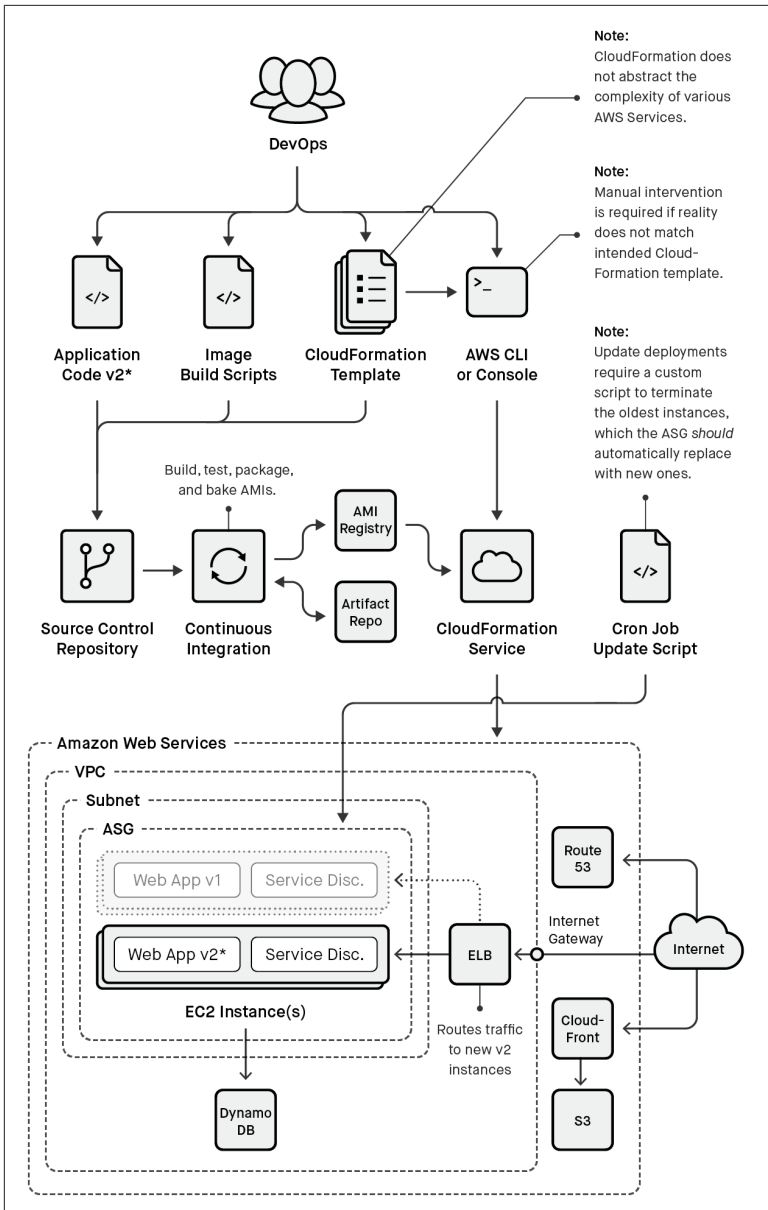 Note:
CloudFormation does
not abstract the
complexity of various
AWS Services.
DevOps
Note:
Manual intervention
is required if reality
does not match
intended Cloud-
Formation template.
</>
</>
>_
Application
Code v2*
Image
Build Scripts
CloudFormation
Template
AWS CLI
or Console
Note:
Update deployments
require a custom
script to terminate
the oldest instances,
which the ASG should
automatically replace
with new ones.
Build, test, package,
and bake AMIs.
AMI
Registry
Artifact
Repo
</>
Source Control
Repository
Continuous
Integration
CloudFormation
Service
Cron Job
Update Script
Amazon Web Services
VPC
Subnet
ASG
Web App v1
Service Disc.
Web App v2*
Service Disc.
EC2 Instance(s)
ELB
Routes traffic
to new v2
instances
Dynamo
DB
Route
53
Internet
Gateway
Internet
Cloud-
Front
S3